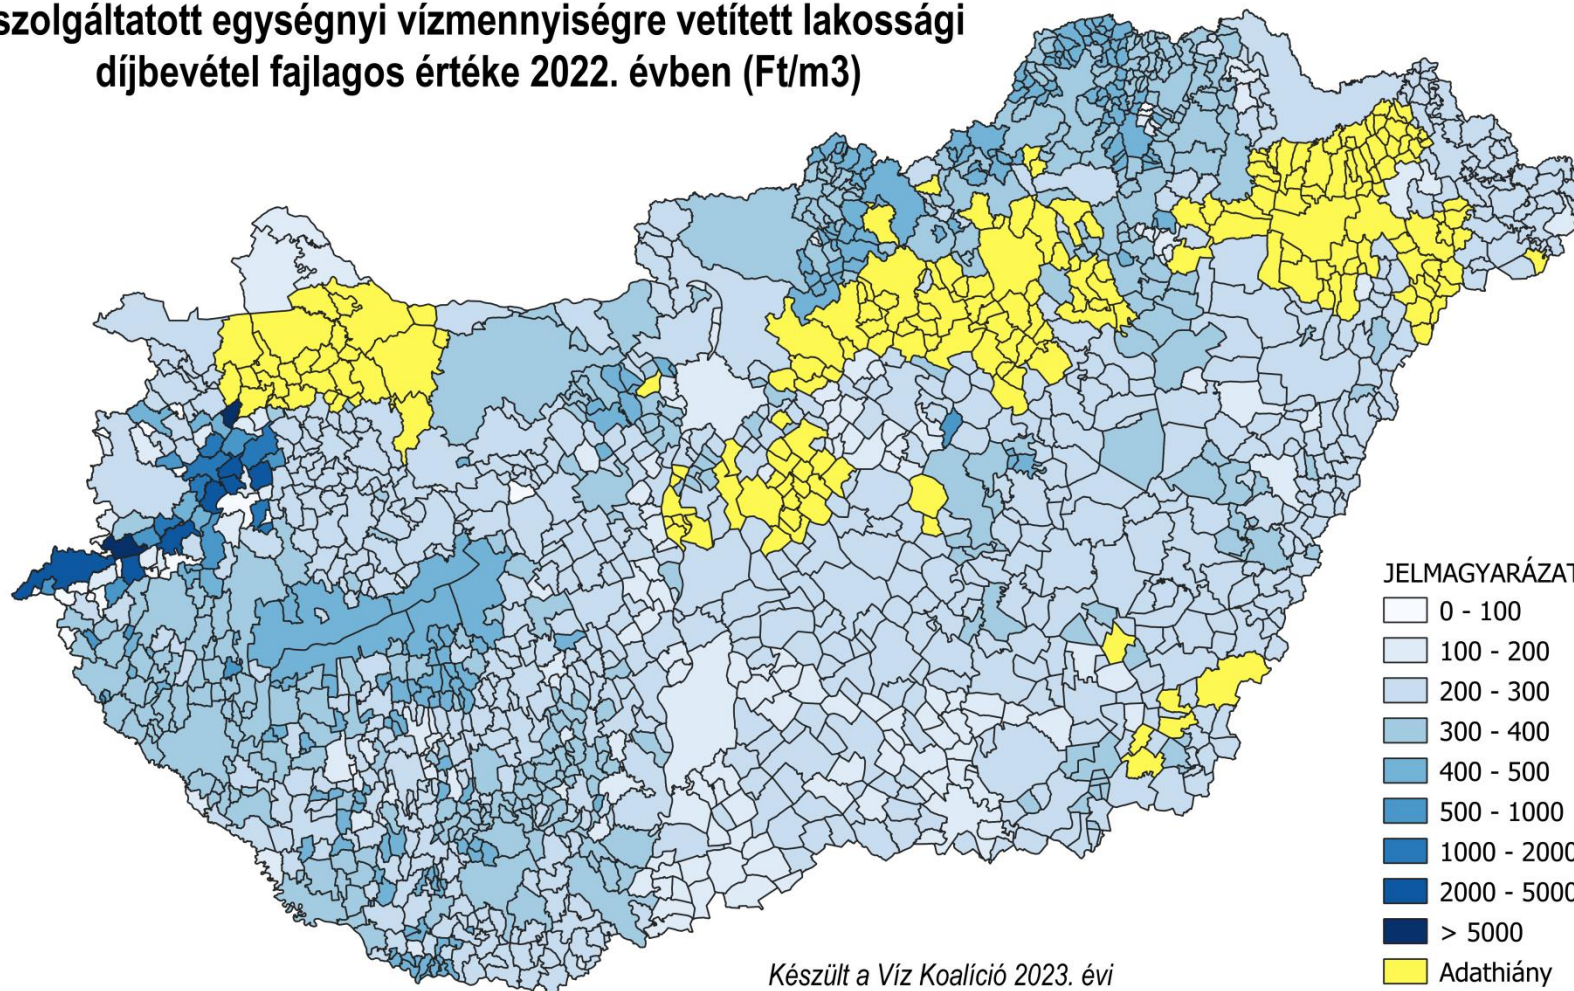 szolgáltatott egységnyi vízmennyiségre vetített lakossági
díjbevétel fajlagos értéke 2022. évben (Ft/m3)
JELMAGYARÁZAT
0 - 100
100 - 200
200 - 300
300 - 400
400 - 500
500 - 1000
1000 - 2000
2000 - 5000
> 5000
Adathiány
Készült a Víz Koalíció 2023. évi